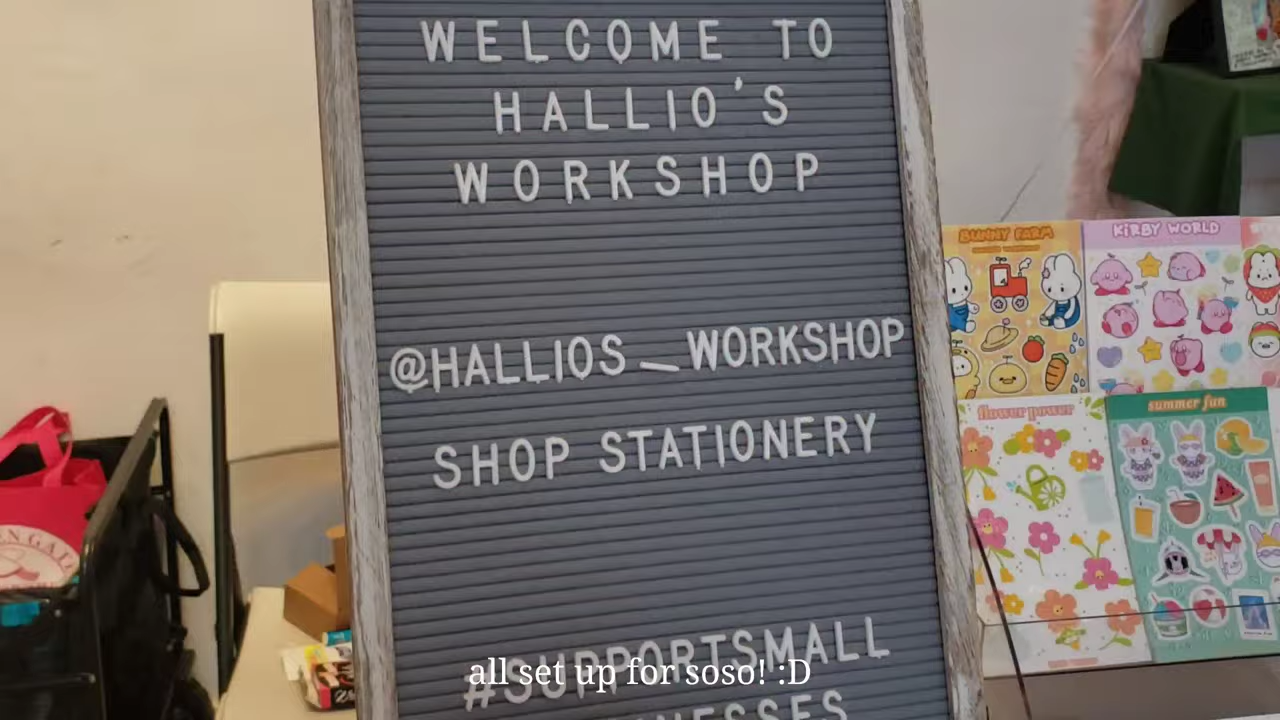 WELCOME TO
HALLIO'S
WORKSHOP
@HALLIOS_WORKSHOP
SHOP STATIONERY
#SUPPORTSMALL
all set up for soso! :D
BUNNY FARM
KIRBY WORLD
flower power
summer fun